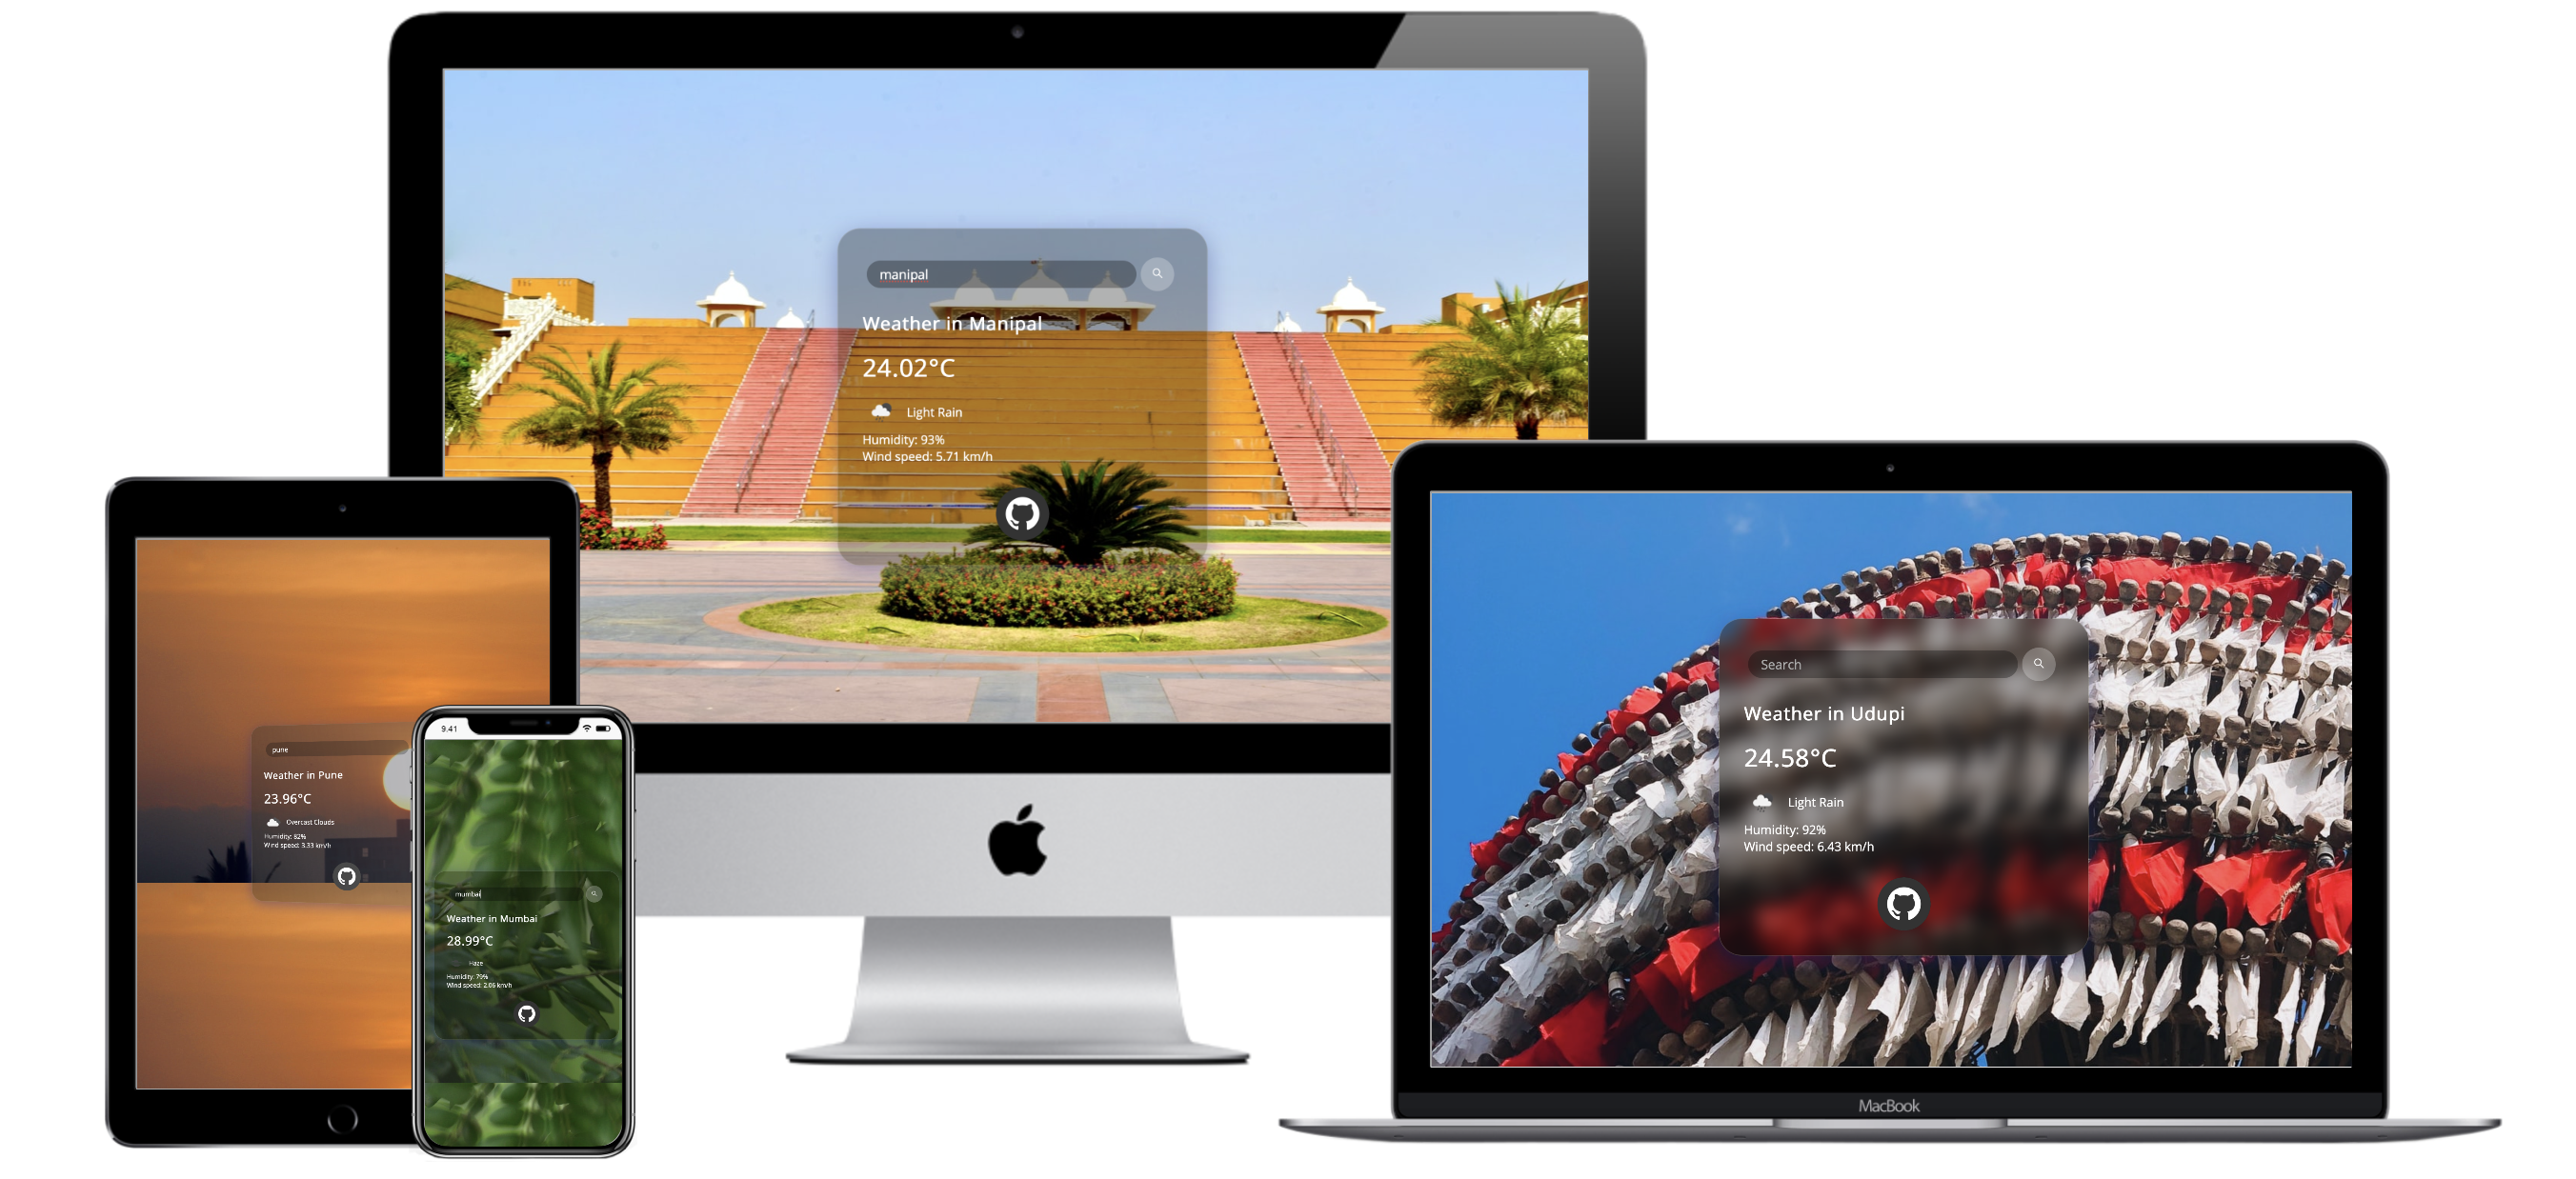 manipal
Weather in Manipal
24.02°C
Light Rain
Humidity: 93%
Wind speed: 5.71 km/h
pune
Weather in Pune
23.96°C
Overcast Clouds
Humidity: 82%
Wind speed: 3.33 km/h
9.41
mumbai
Weather in Mumbai
28.99°C
Haze
Humidity: 79%
Wind speed: 2.06 km/h
Search
Weather in Udupi
24.58°C
Light Rain
Humidity: 92%
Wind speed: 6.43 km/h
MacBook